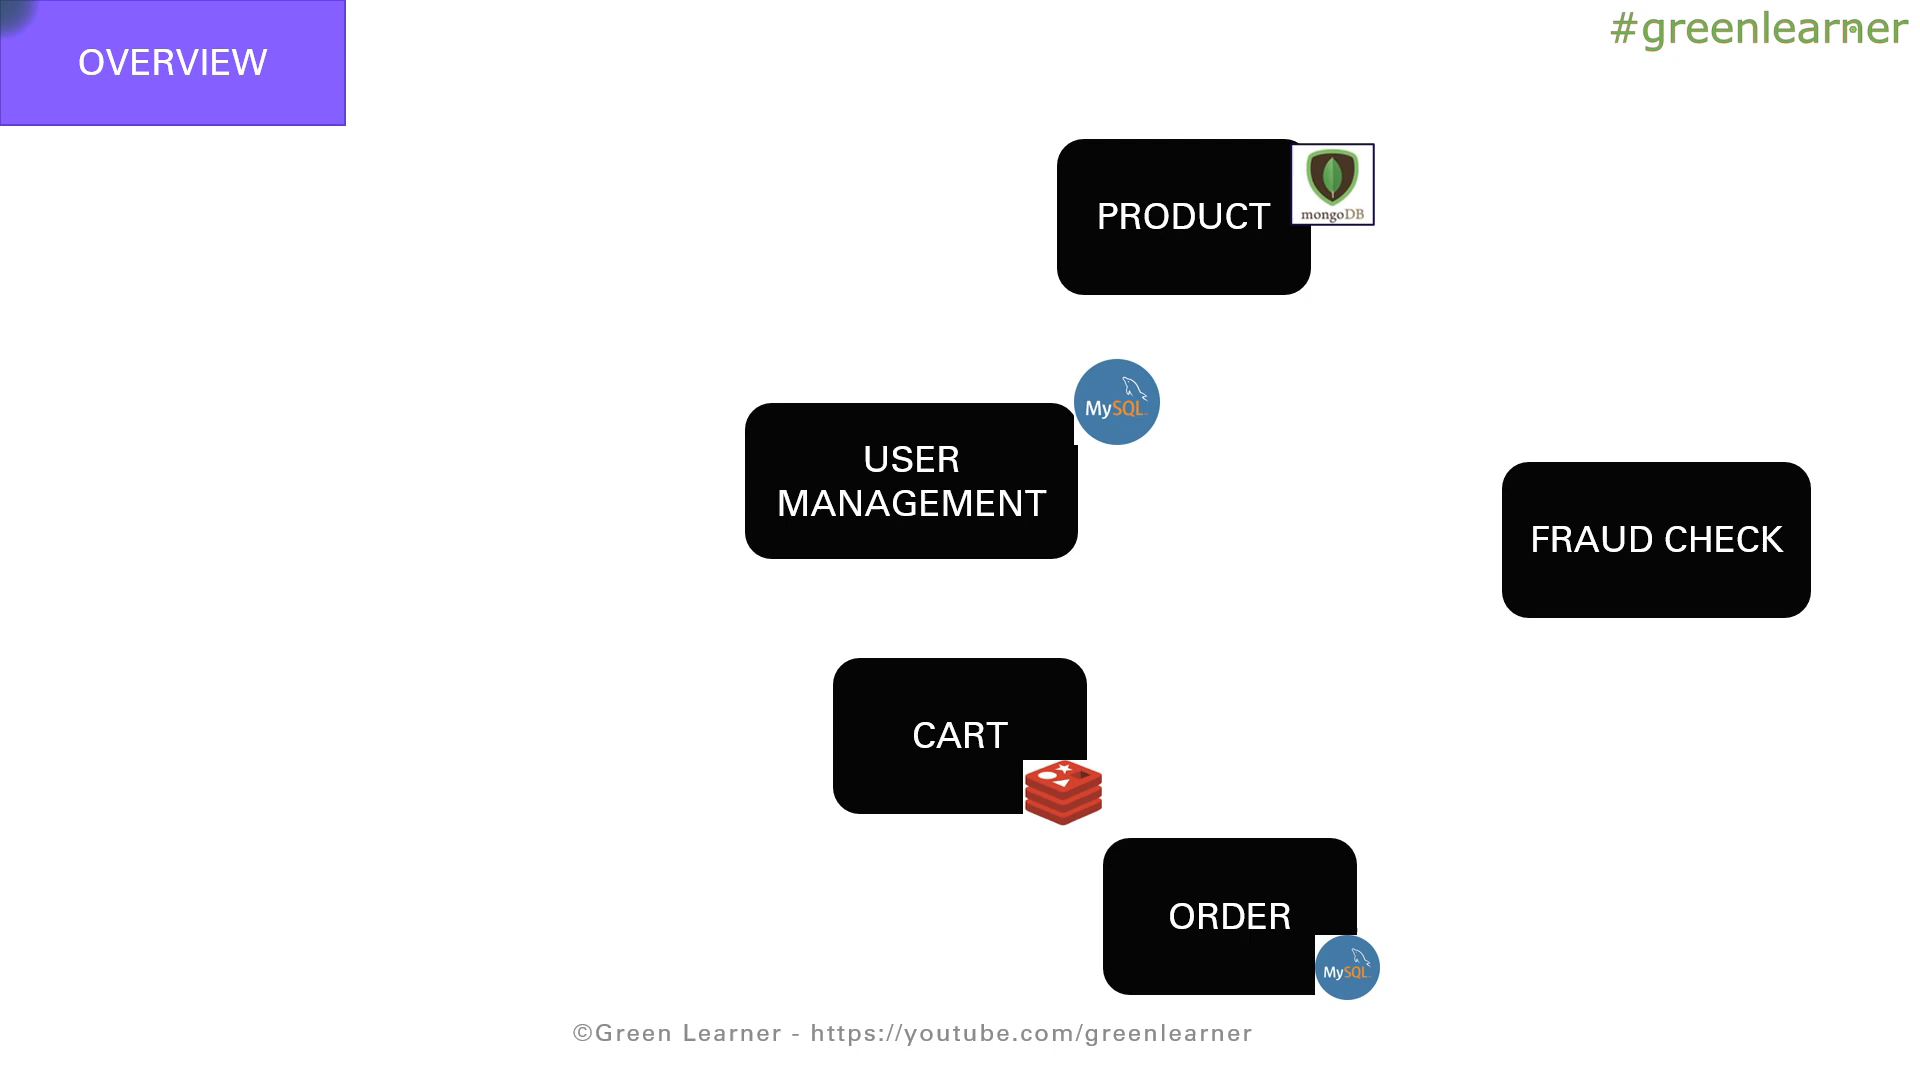 OVERVIEW
#greenlearner
PRODUCT
mongoDB
MySQL
USER
MANAGEMENT
FRAUD CHECK
CART
ORDER
MySQL
©Green Learner - https://youtube.com/greenlearner